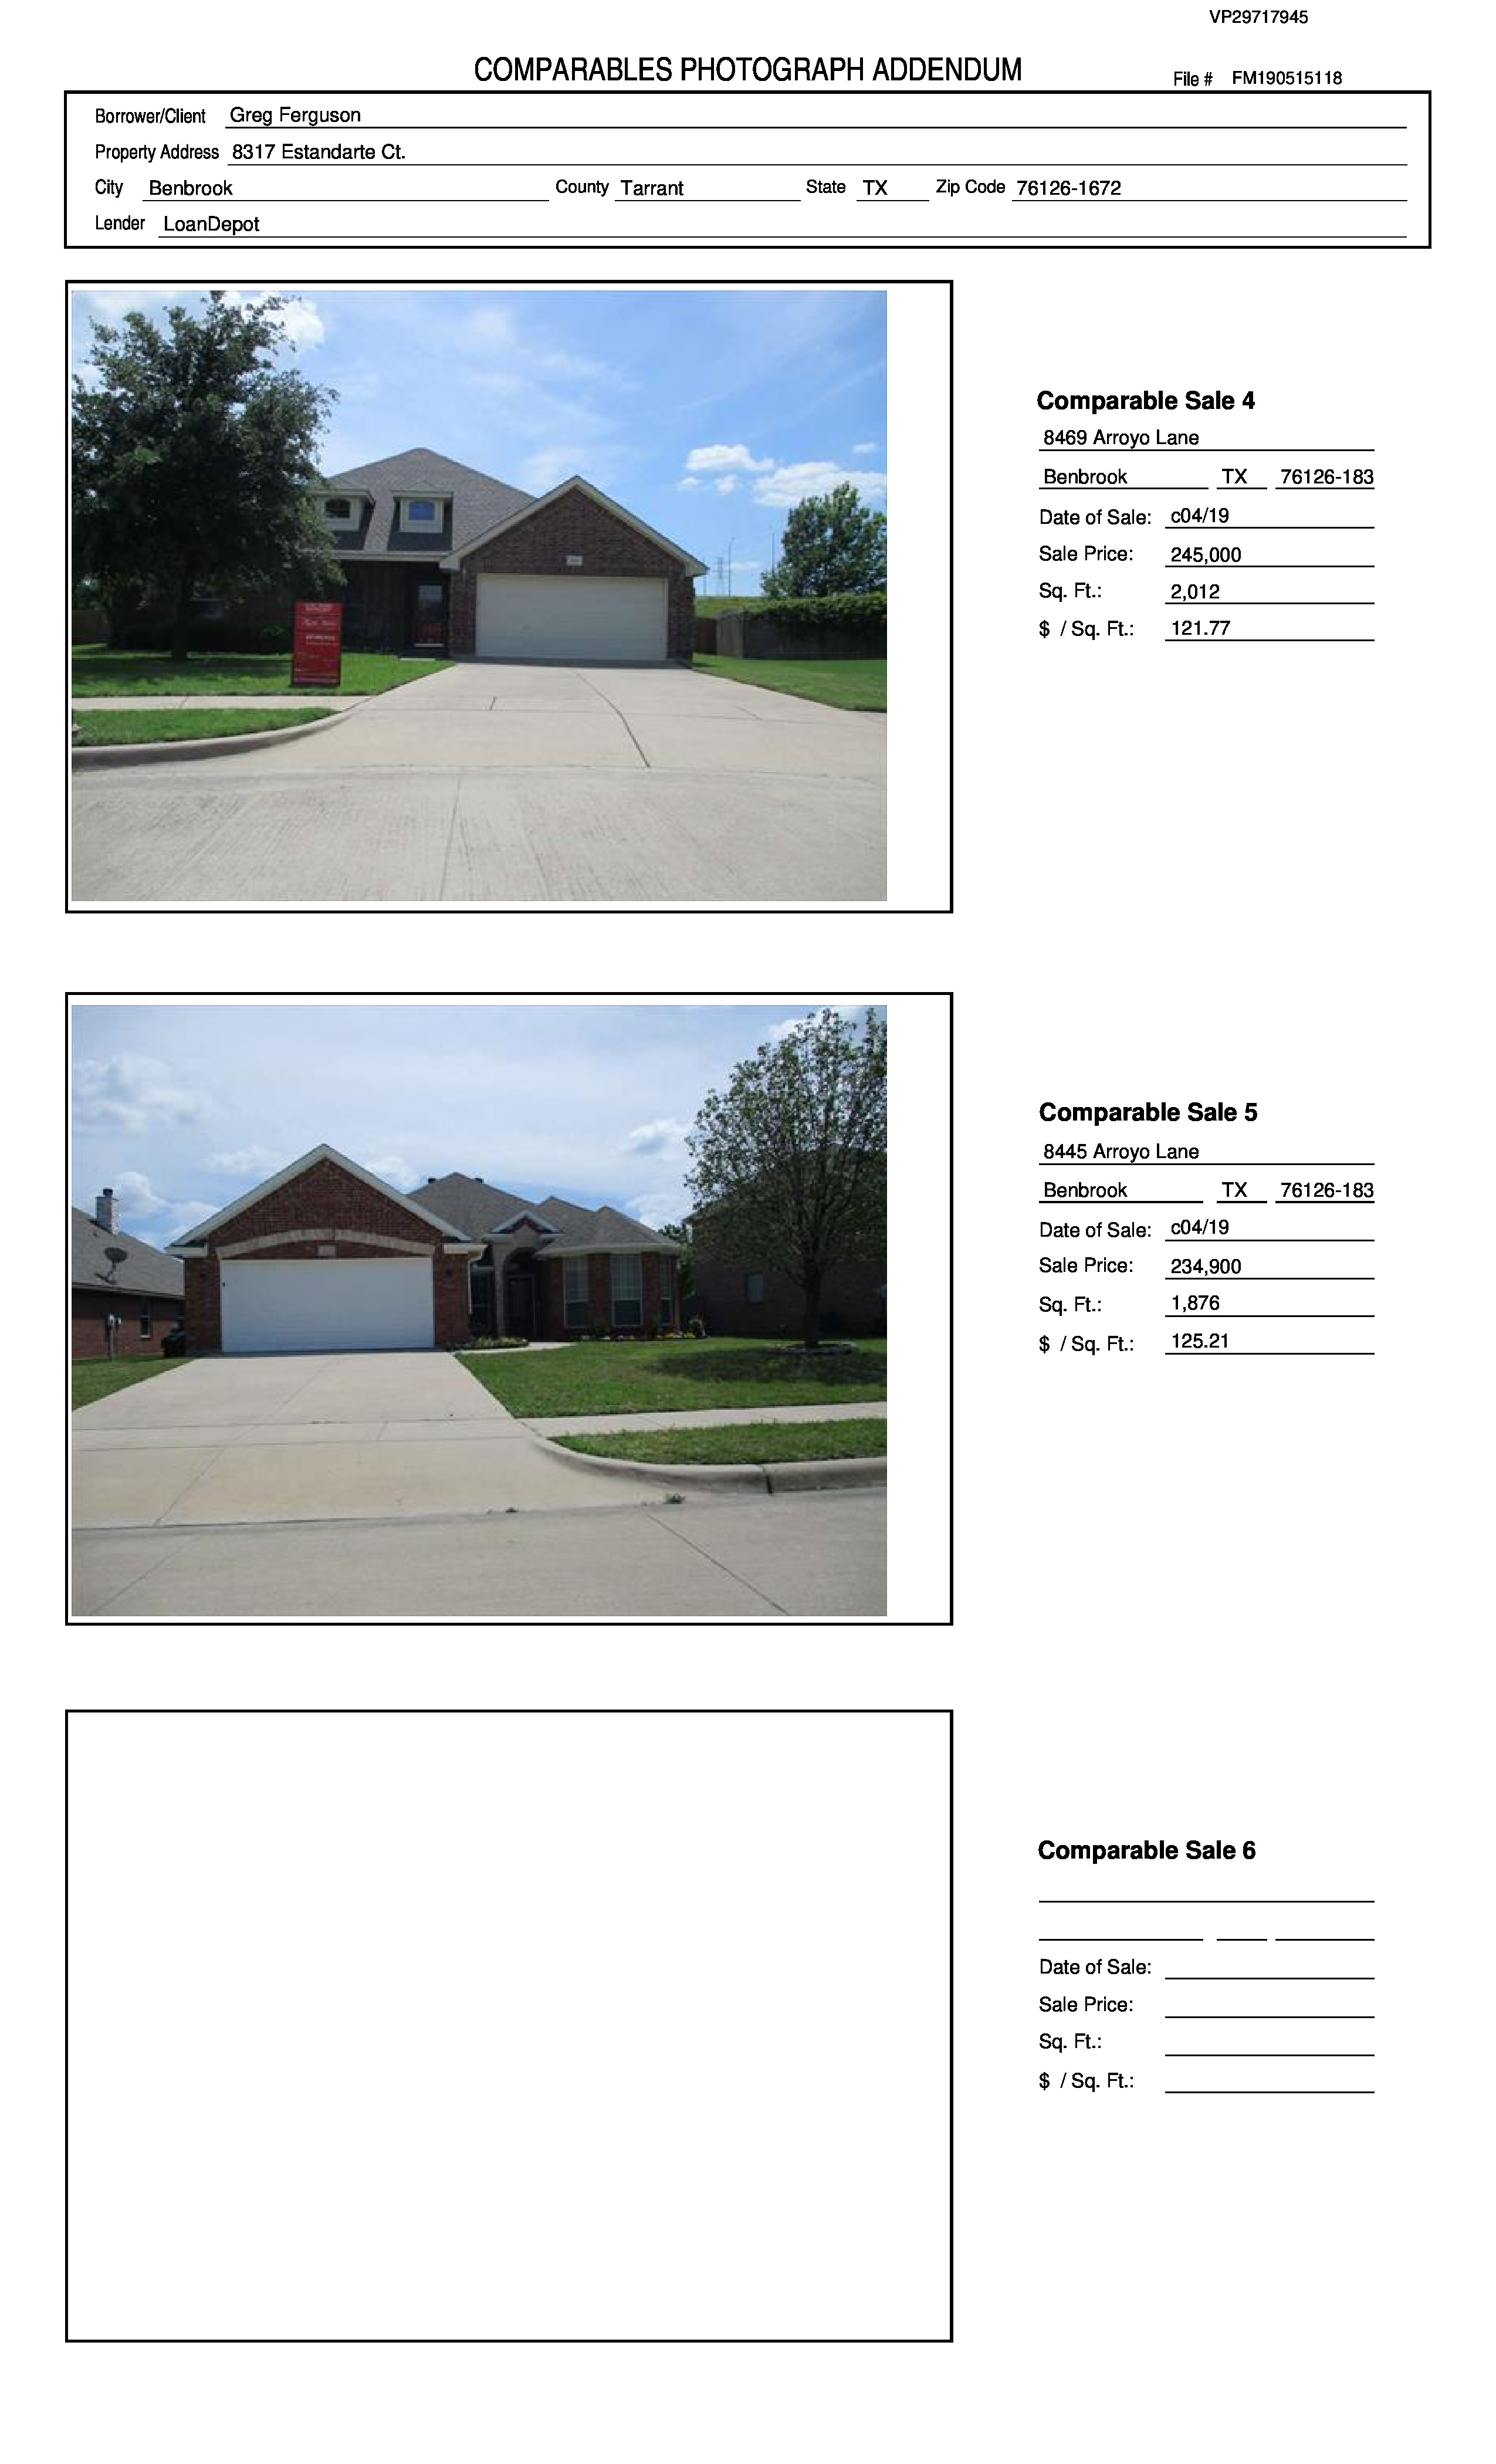 VP29717945
COMPARABLES PHOTOGRAPH ADDENDUM
File # FM190515118
Borrower/Client Greg Ferguson
Property Address 8317 Estandarte Ct.
City Benbrook County Tarrant State TX Zip Code 76126-1672
Lender LoanDepot
Comparable Sale 4
8469 Arroyo Lane
Benbrook TX 76126-183
Date of Sale: c04/19
Sale Price: 245,000
Sq. Ft.: 2,012
$ / Sq. Ft.: 121.77
Comparable Sale 5
8445 Arroyo Lane
Benbrook TX 76126-183
Date of Sale: c04/19
Sale Price: 234,900
Sq. Ft.: 1,876
$ / Sq. Ft.: 125.21
Comparable Sale 6
Date of Sale:
Sale Price:
Sq. Ft.:
$ / Sq. Ft.: